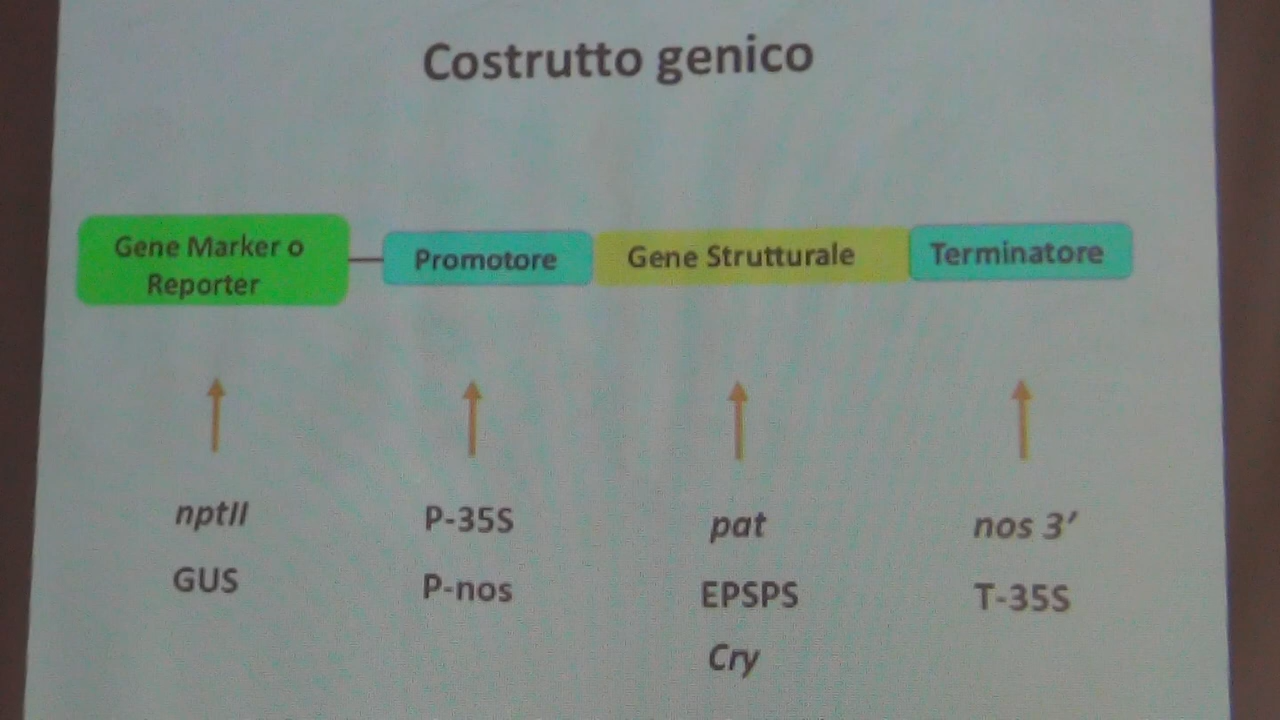 Costrutto genico
Gene Marker o
Reporter
Promotore
Gene Strutturale
Terminatore
nptII
GUS
P-35S
P-nos
pat
EPSPS
Cry
nos 3’
T-35S